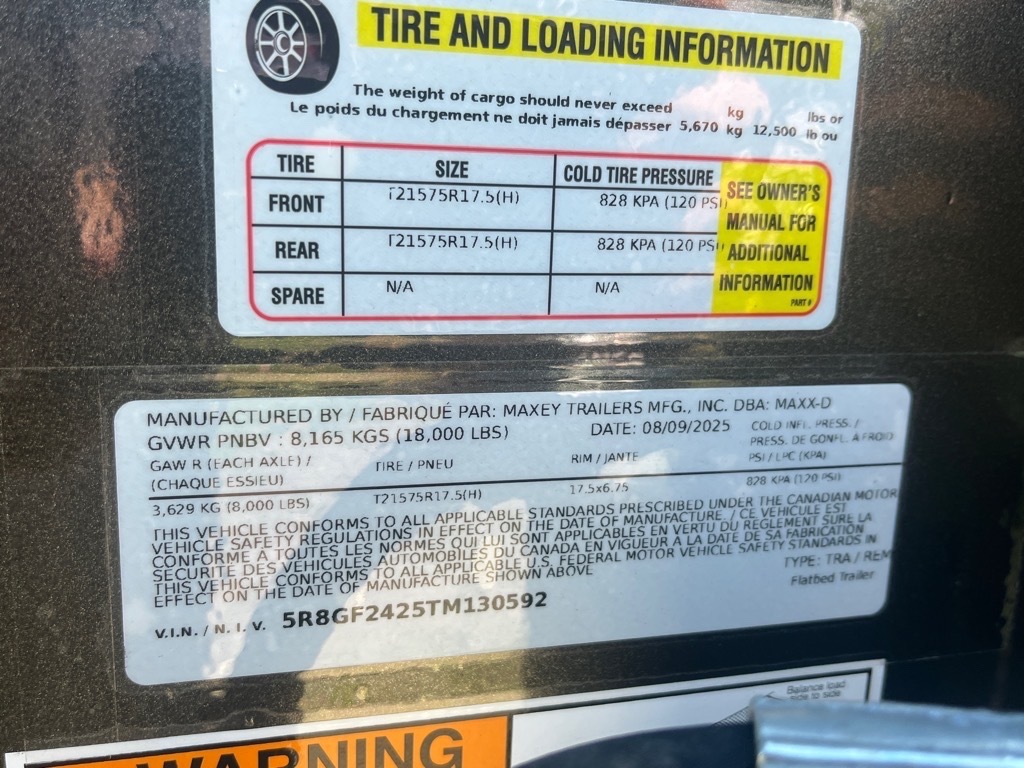 TIRE AND LOADING INFORMATION
The weight of cargo should never exceed kg lbs or
Le poids du chargement ne doit jamais dépasser 5,670 kg 12,500 lb ou
TIRE SIZE COLD TIRE PRESSURE SEE OWNER'S MANUAL FOR ADDITIONAL INFORMATION
FRONT T21575R17.5(H) 828 KPA (120 PSI)
REAR T21575R17.5(H) 828 KPA (120 PSI)
SPARE N/A N/A
PART #
MANUFACTURED BY / FABRIQUÉ PAR: MAXEY TRAILERS MFG., INC. DBA: MAXX-D
GVWR PNBV : 8,165 KGS (18,000 LBS) DATE: 08/09/2025 COLD INFL. PRESS. /
PRESS. DE GONFL. À FROID
GAW R (EACH AXLE) / TIRE / PNEU RIM / JANTE PSI / LPC (KPA)
(CHAQUE ESSIEU)
3,629 KG (8,000 LBS) T21575R17.5(H) 17.5x6.75 828 KPA (120 PSI)
THIS VEHICLE CONFORMS TO ALL APPLICABLE STANDARDS PRESCRIBED UNDER THE CANADIAN MOTOR
VEHICLE SAFETY REGULATIONS IN EFFECT ON THE DATE OF MANUFACTURE / CE VEHICULE EST
CONFORME A TOUTES LES NORMES QUI LUI SONT APPLICABLES EN VERTU DU REGLEMENT SURE LA
SECURITE DES VEHICULES AUTOMOBILES DU CANADA EN VIGUEUR A LA DATE DE SA FABRICATION
THIS VEHICLE CONFORMS TO ALL APPLICABLE U.S. FEDERAL MOTOR VEHICLE SAFETY STANDARDS IN
EFFECT ON THE DATE OF MANUFACTURE SHOWN ABOVE
TYPE: TRA / REM
Flatbed Trailer
V.I.N. / N. I. V. 5R8GF2425TM130592
Balance load
side to side
WARNING